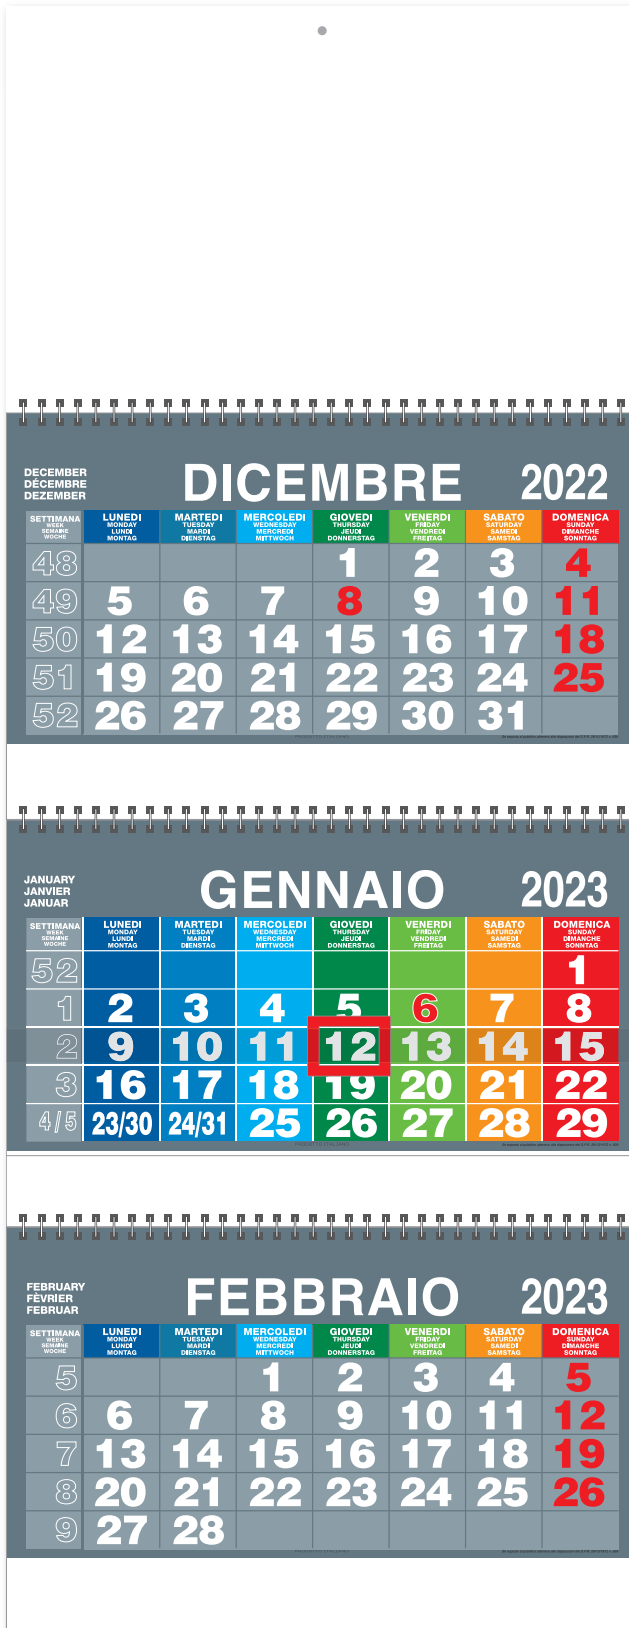 DECEMBER
DÉCEMBRE
DEZEMBER
DICEMBRE 2022
SETTIMANA LUNEDI MARTEDI MERCOLEDI GIOVEDI VENERDI SABATO DOMENICA
WEEK MONDAY TUESDAY WEDNESDAY THURSDAY FRIDAY SATURDAY SUNDAY
SEMAINE LUNDI MARDI MERCREDI JEUDI VENDREDI SAMEDI DIMANCHE
WOCHE MONTAG DIENSTAG MITTWOCH DONNERSTAG FREITAG SAMSTAG SONNTAG
48 1 2 3 4
49 5 6 7 8 9 10 11
50 12 13 14 15 16 17 18
51 19 20 21 22 23 24 25
52 26 27 28 29 30 31
JANUARY
JANVIER
JANUAR
GENNAIO 2023
SETTIMANA LUNEDI MARTEDI MERCOLEDI GIOVEDI VENERDI SABATO DOMENICA
WEEK MONDAY TUESDAY WEDNESDAY THURSDAY FRIDAY SATURDAY SUNDAY
SEMAINE LUNDI MARDI MERCREDI JEUDI VENDREDI SAMEDI DIMANCHE
WOCHE MONTAG DIENSTAG MITTWOCH DONNERSTAG FREITAG SAMSTAG SONNTAG
52 1
1 2 3 4 5 6 7 8
2 9 10 11 12 13 14 15
3 16 17 18 19 20 21 22
4/5 23/30 24/31 25 26 27 28 29
FEBRUARY
FÈVRIER
FEBRUAR
FEBBRAIO 2023
SETTIMANA LUNEDI MARTEDI MERCOLEDI GIOVEDI VENERDI SABATO DOMENICA
WEEK MONDAY TUESDAY WEDNESDAY THURSDAY FRIDAY SATURDAY SUNDAY
SEMAINE LUNDI MARDI MERCREDI JEUDI VENDREDI SAMEDI DIMANCHE
WOCHE MONTAG DIENSTAG MITTWOCH DONNERSTAG FREITAG SAMSTAG SONNTAG
5 1 2 3 4 5
6 6 7 8 9 10 11 12
7 13 14 15 16 17 18 19
8 20 21 22 23 24 25 26
9 27 28